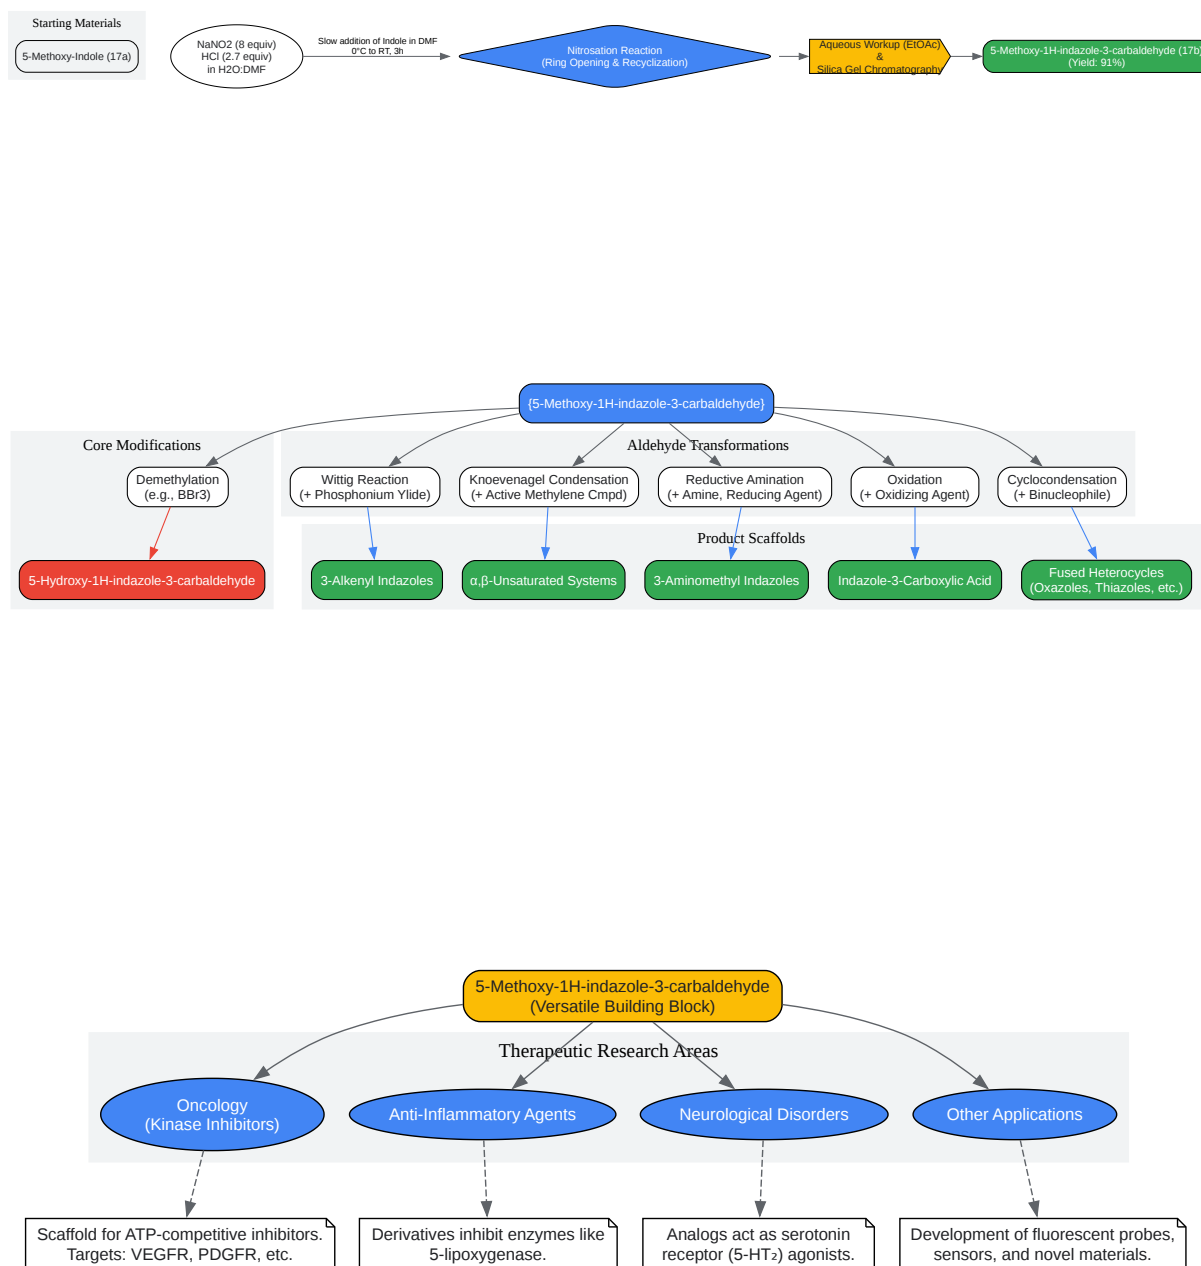 Starting Materials
5-Methoxy-Indole (17a)
NaNO2 (8 equiv)
HCl (2.7 equiv)
in H2O:DMF
Slow addition of Indole in DMF
0°C to RT, 3h
Nitrosation Reaction
(Ring Opening & Recyclization)
Aqueous Workup (EtOAc)
&
Silica Gel Chromatography
5-Methoxy-1H-indazole-3-carbaldehyde (17b)
(Yield: 91%)
{5-Methoxy-1H-indazole-3-carbaldehyde}
Core Modifications
Aldehyde Transformations
Demethylation
(e.g., BBr3)
Wittig Reaction
(+ Phosphonium Ylide)
Knoevenagel Condensation
(+ Active Methylene Cmpd)
Reductive Amination
(+ Amine, Reducing Agent)
Oxidation
(+ Oxidizing Agent)
Cyclocondensation
(+ Binucleophile)
Product Scaffolds
5-Hydroxy-1H-indazole-3-carbaldehyde
3-Alkenyl Indazoles
α,β-Unsaturated Systems
3-Aminomethyl Indazoles
Indazole-3-Carboxylic Acid
Fused Heterocycles
(Oxazoles, Thiazoles, etc.)
5-Methoxy-1H-indazole-3-carbaldehyde
(Versatile Building Block)
Therapeutic Research Areas
Oncology
(Kinase Inhibitors)
Anti-Inflammatory Agents
Neurological Disorders
Other Applications
Scaffold for ATP-competitive inhibitors.
Targets: VEGFR, PDGFR, etc.
Derivatives inhibit enzymes like
5-lipoxygenase.
Analogs act as serotonin
receptor (5-HT₂) agonists.
Development of fluorescent probes,
sensors, and novel materials.